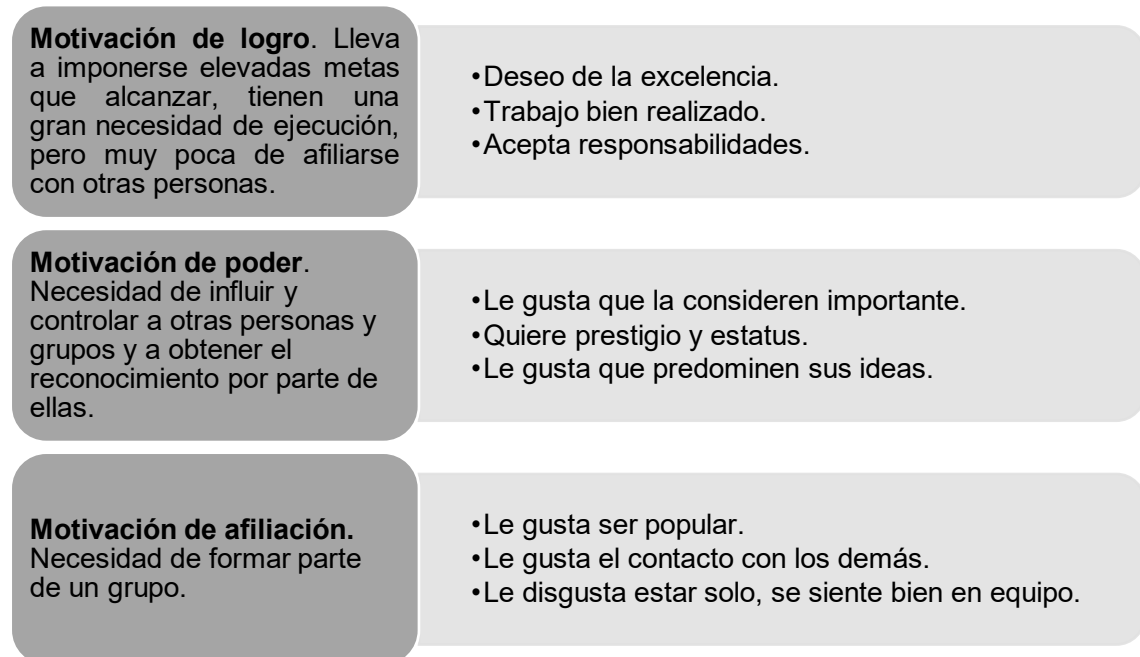 Motivación de logro. Lleva
a imponerse elevadas metas
que alcanzar, tienen una
gran necesidad de ejecución,
pero muy poca de afiliarse
con otras personas.
•Deseo de la excelencia.
•Trabajo bien realizado.
•Acepta responsabilidades.
Motivación de poder.
Necesidad de influir y
controlar a otras personas y
grupos y a obtener el
reconocimiento por parte de
ellas.
•Le gusta que la consideren importante.
•Quiere prestigio y estatus.
•Le gusta que predominen sus ideas.
Motivación de afiliación.
Necesidad de formar parte
de un grupo.
•Le gusta ser popular.
•Le gusta el contacto con los demás.
•Le disgusta estar solo, se siente bien en equipo.